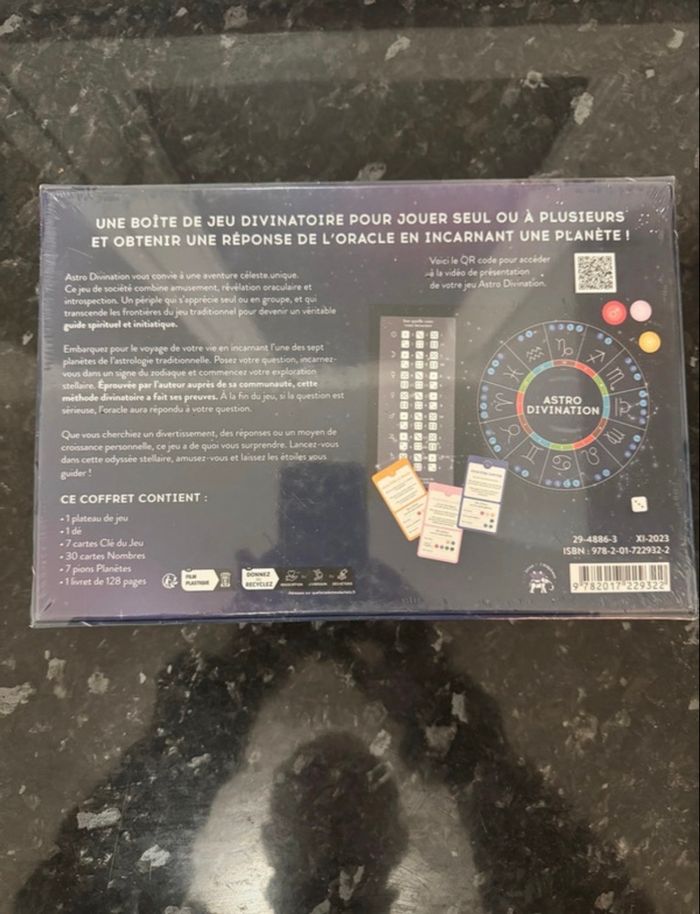 UNE BOÎTE DE JEU DIVINATOIRE POUR JOUER SEUL OU À PLUSIEURS
ET OBTENIR UNE RÉPONSE DE L'ORACLE EN INCARNANT UNE PLANÈTE !
Voici le QR code pour accéder
à la vidéo de présentation
de votre jeu Astro Divination.
Astro Divination vous convie à une aventure céleste unique.
Ce jeu de société combine amusement, révélation oraculaire et
introspection. Un périple qui s'apprécie seul ou en groupe, et qui
transcende les frontières du jeu traditionnel pour devenir un véritable
guide spirituel et initiatique.
Embarquez pour le voyage de votre vie en incarnant l'une des sept
planètes de l'astrologie traditionnelle. Posez votre question, incarnez-
vous dans un signe du zodiaque et commencez votre exploration
stellaire. Éprouvée par l'auteur auprès de sa communauté, cette
méthode divinatoire a fait ses preuves. À la fin du jeu, si la question est
sérieuse, l'oracle aura répondu à votre question.
Que vous cherchiez un divertissement, des réponses ou un moyen de
croissance personnelle, ce jeu a de quoi vous surprendre. Lancez-vous
dans cette odyssée stellaire, amusez-vous et laissez les étoiles vous
guider !
ASTRO
DIVINATION
CE COFFRET CONTIENT :
• 1 plateau de jeu
• 1 dé
• 7 cartes Clé du Jeu
• 30 cartes Nombres
• 7 pions Planètes
• 1 livret de 128 pages
FILM
PLASTIQUE
DONNEZ
OU
RECYCLEZ
29-4886-3 XI-2023
ISBN : 978-2-01-722932-2
9 782017 229322